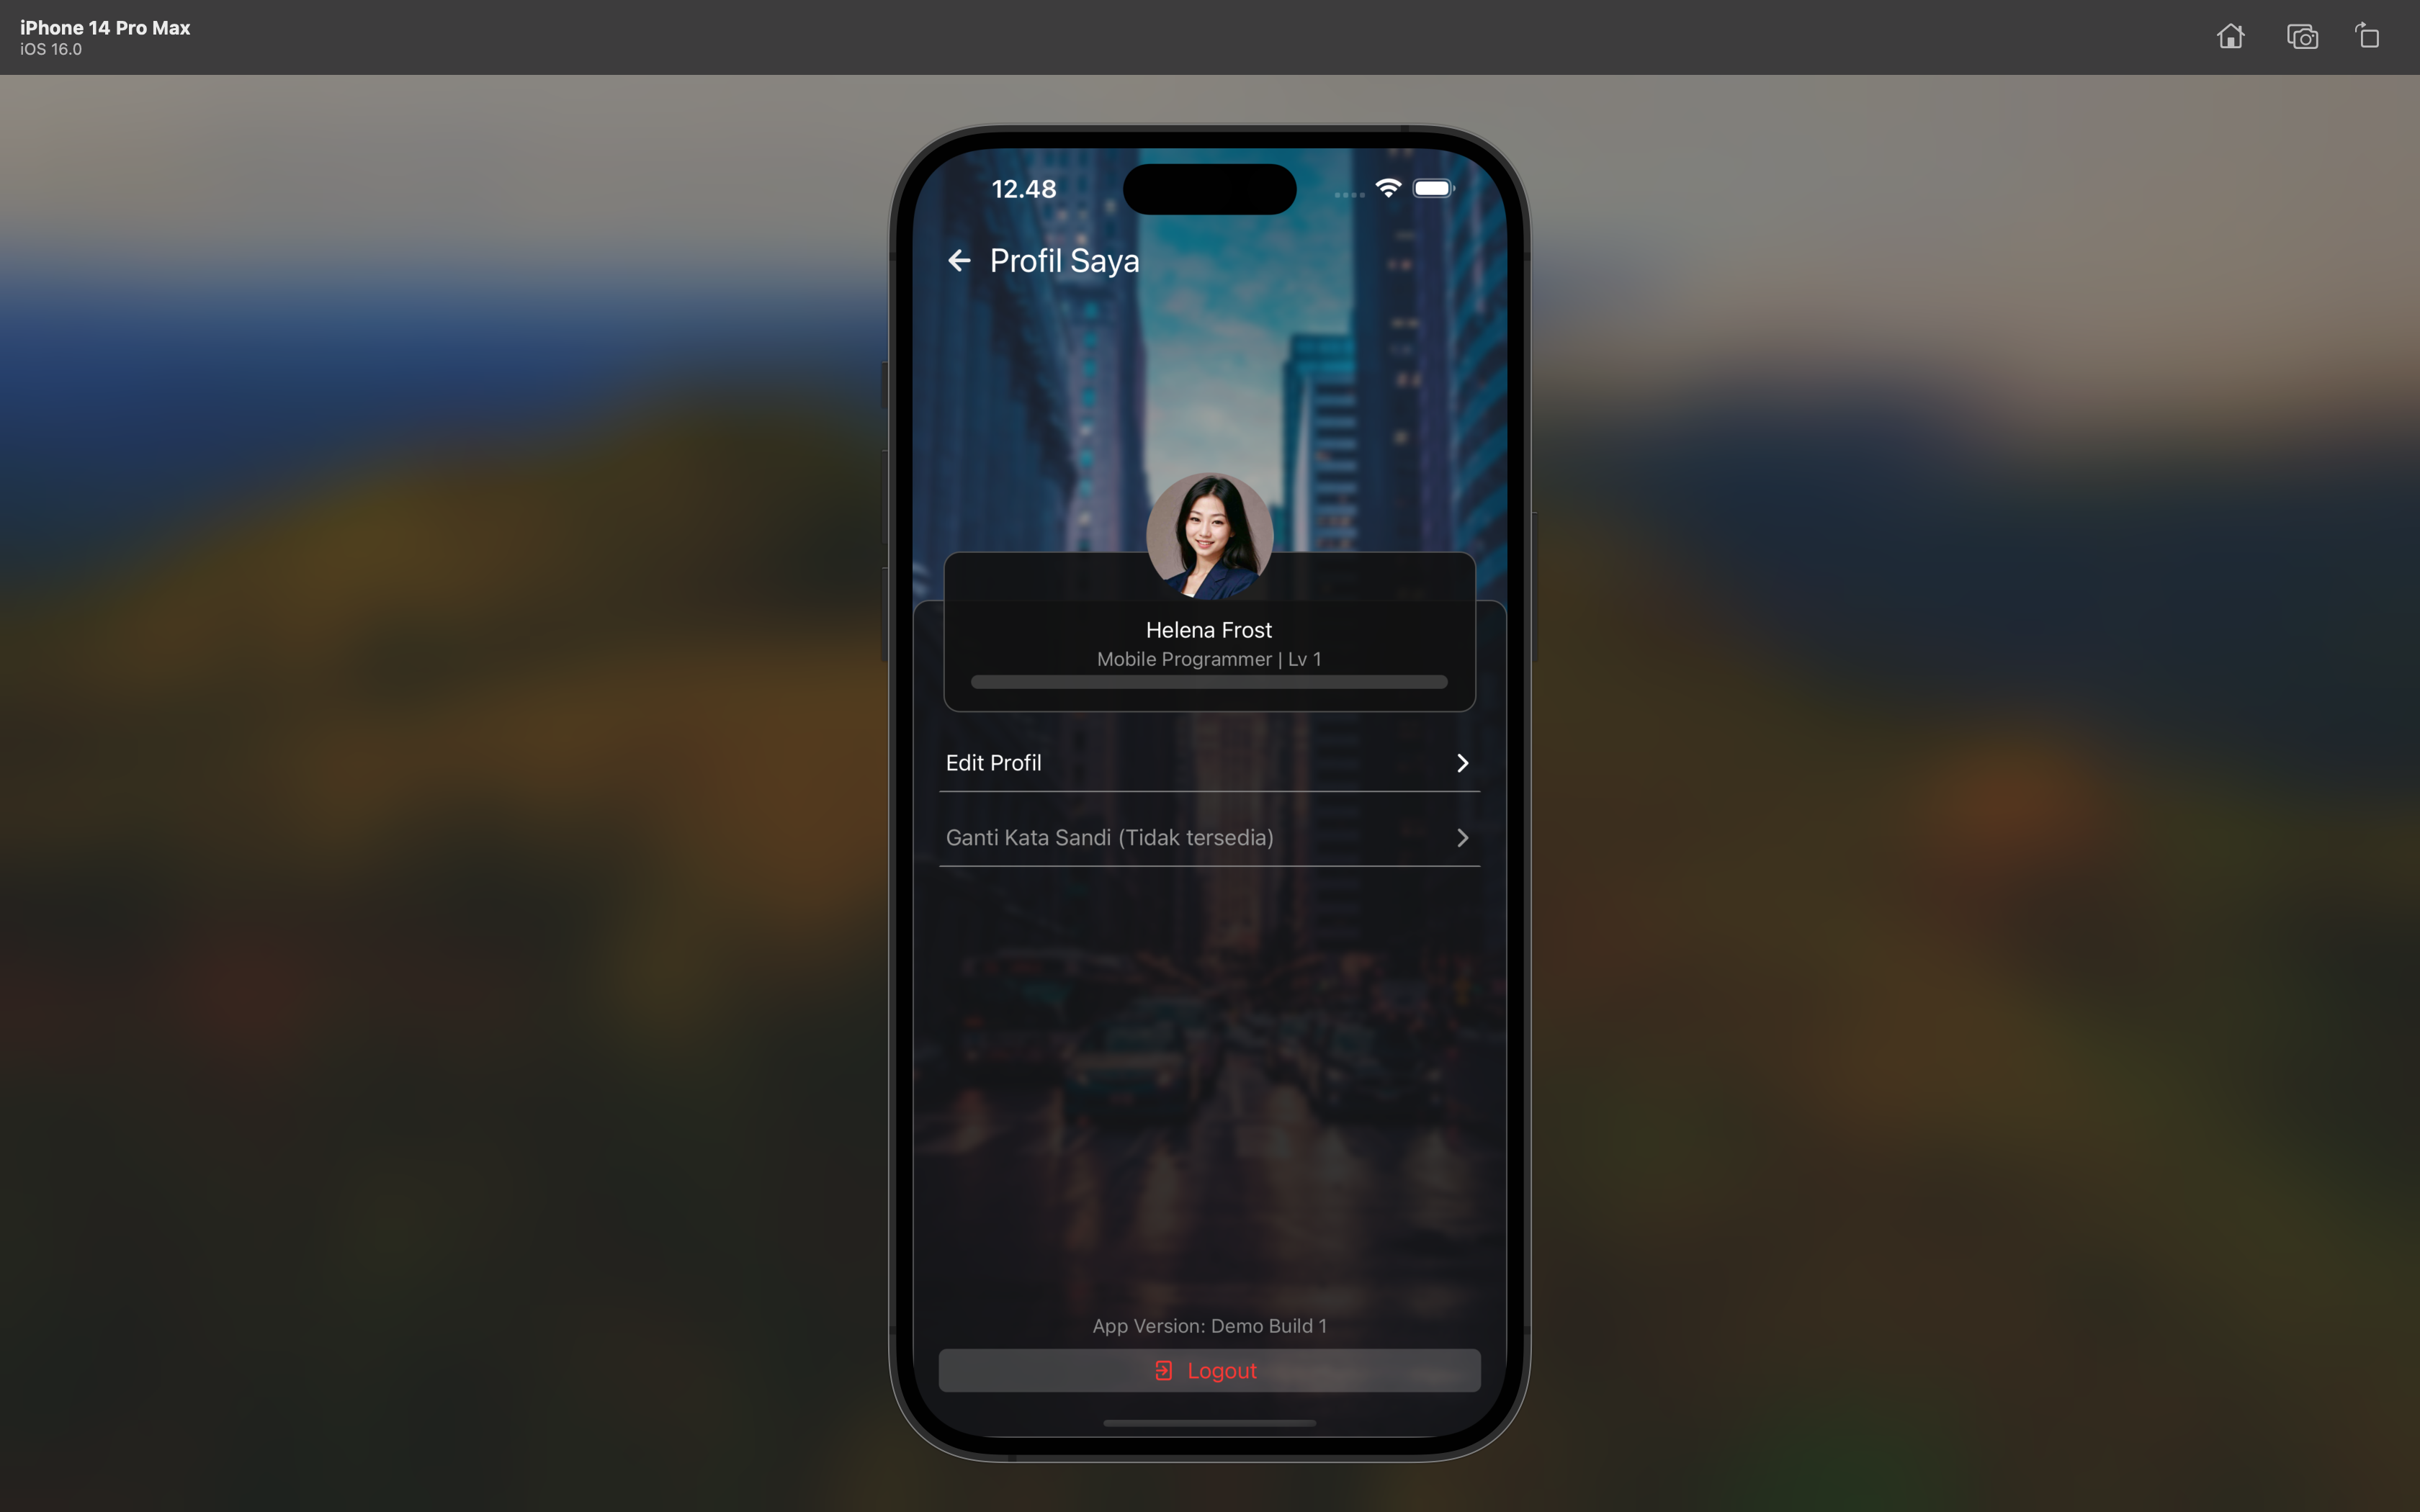 iPhone 14 Pro Max
iOS 16.0
12.48
Profil Saya
Helena Frost
Mobile Programmer | Lv 1
Edit Profil
Ganti Kata Sandi (Tidak tersedia)
App Version: Demo Build 1
Logout